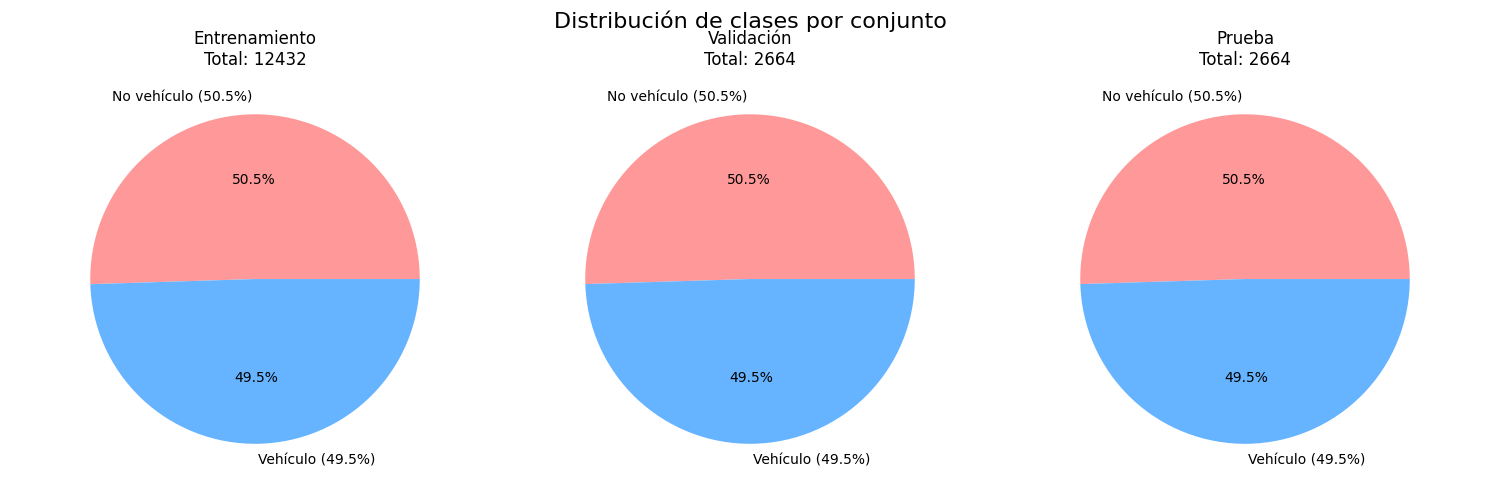 Distribución de clases por conjunto
Entrenamiento
Total: 12432
No vehículo (50.5%)
50.5%
49.5%
Vehículo (49.5%)
Validación
Total: 2664
No vehículo (50.5%)
50.5%
49.5%
Vehículo (49.5%)
Prueba
Total: 2664
No vehículo (50.5%)
50.5%
49.5%
Vehículo (49.5%)